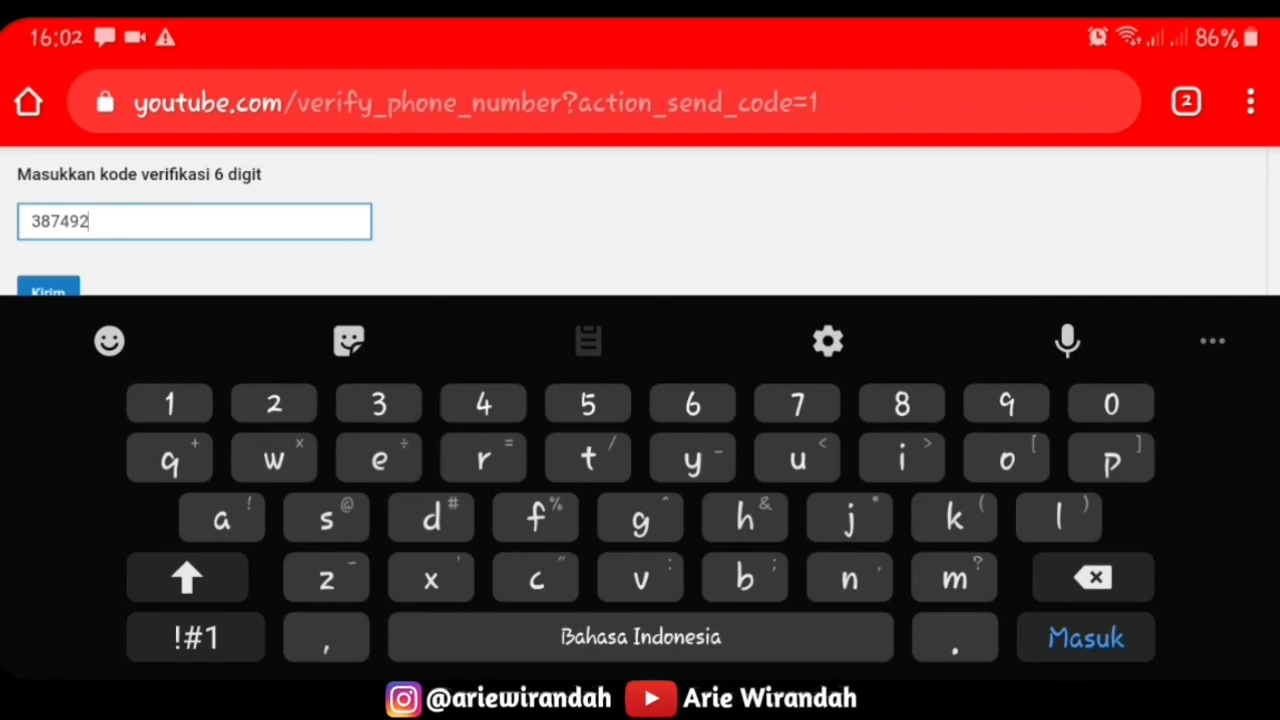 16:02 86%
youtube.com/verify_phone_number?action_send_code=1
2
Masukkan kode verifikasi 6 digit
387492
Kirim
1 2 3 4 5 6 7 8 9 0
q + w × e ÷ r = t / y - u < i > o [ p ]
a ! s @ d # f % g ^ h & j * k ( l )
z - x ' c " v : b ; n , m ?
!#1 , Bahasa Indonesia . Masuk
@ariewirandah Arie Wirandah